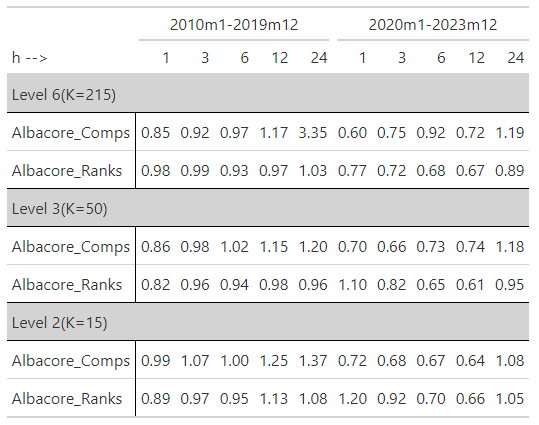 2010m1-2019m12 2020m1-2023m12
h --> 1 3 6 12 24 1 3 6 12 24
Level 6(K=215)
Albacore_Comps 0.85 0.92 0.97 1.17 3.35 0.60 0.75 0.92 0.72 1.19
Albacore_Ranks 0.98 0.99 0.93 0.97 1.03 0.77 0.72 0.68 0.67 0.89
Level 3(K=50)
Albacore_Comps 0.86 0.98 1.02 1.15 1.20 0.70 0.66 0.73 0.74 1.18
Albacore_Ranks 0.82 0.96 0.94 0.98 0.96 1.10 0.82 0.65 0.61 0.95
Level 2(K=15)
Albacore_Comps 0.99 1.07 1.00 1.25 1.37 0.72 0.68 0.67 0.64 1.08
Albacore_Ranks 0.89 0.97 0.95 1.13 1.08 1.20 0.92 0.70 0.66 1.05